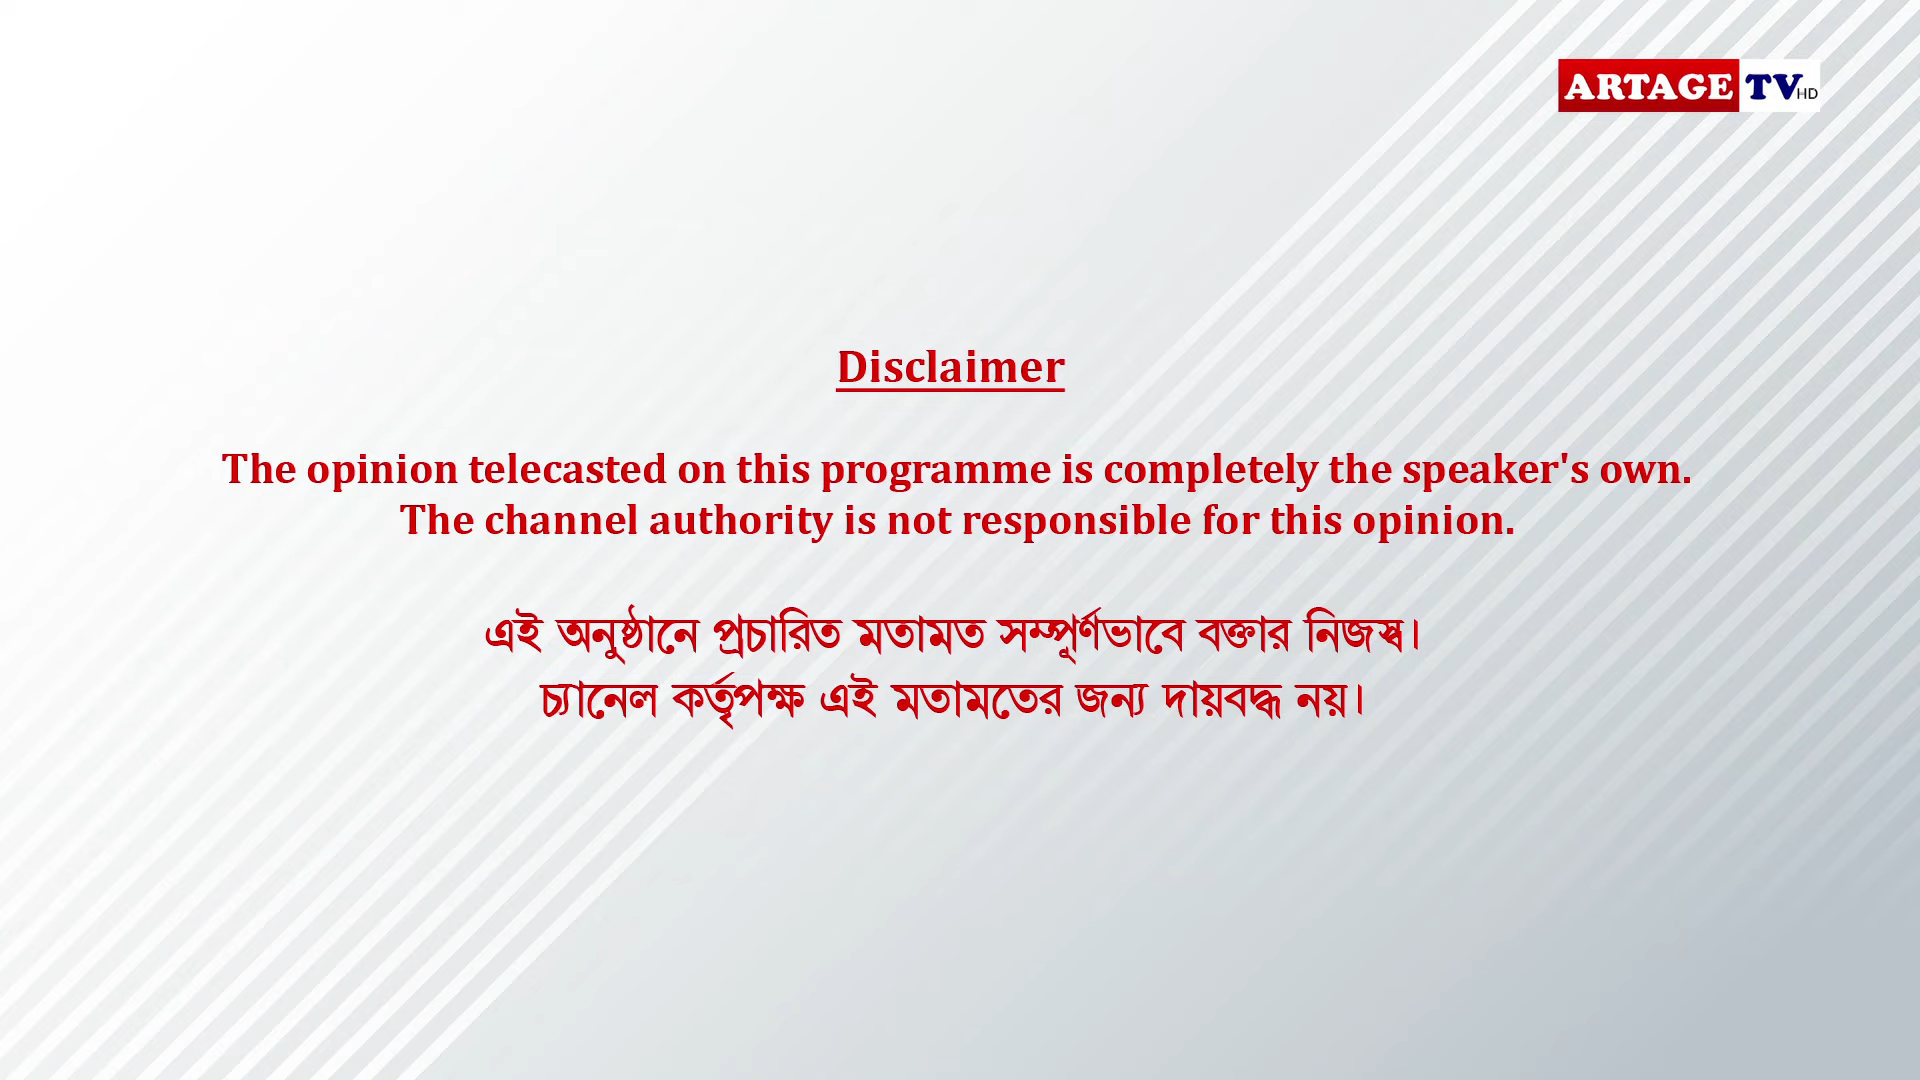 ARTAGE TV HD
Disclaimer
The opinion telecasted on this programme is completely the speaker's own.
The channel authority is not responsible for this opinion.
এই অনুষ্ঠানে প্রচারিত মতামত সম্পূর্ণভাবে বক্তার নিজস্ব।
চ্যানেল কর্তৃপক্ষ এই মতামতের জন্য দায়বদ্ধ নয়।